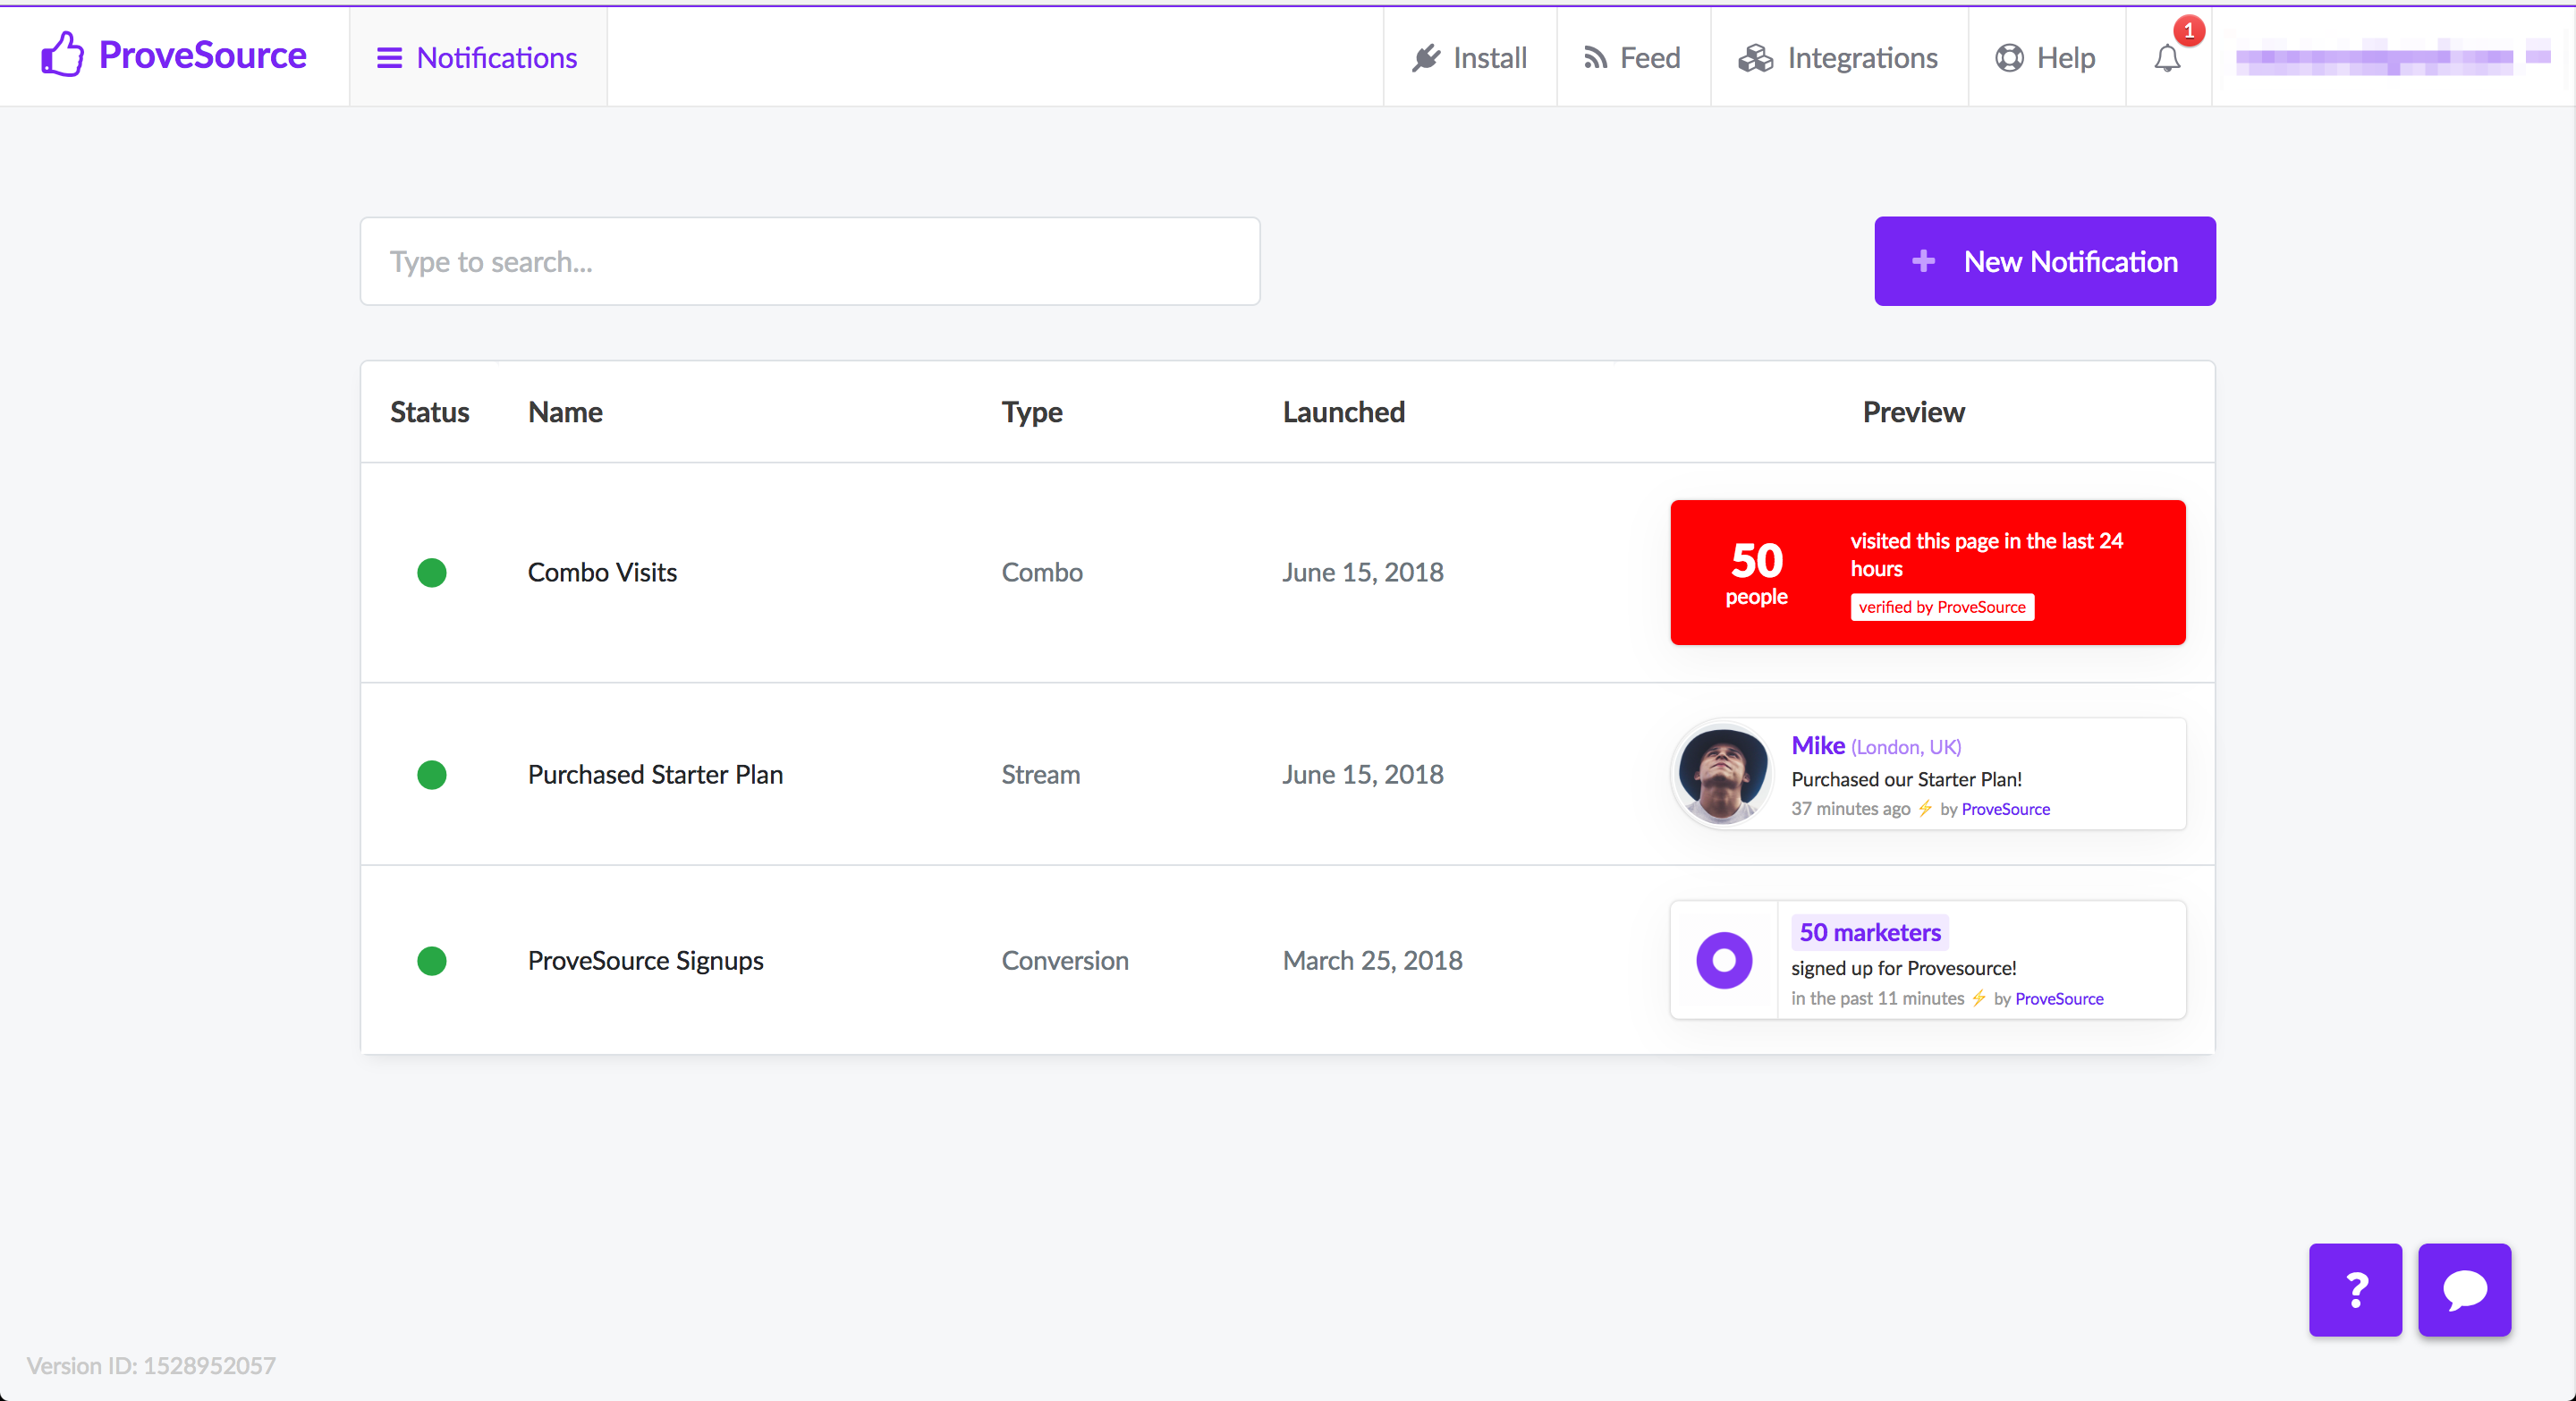 ProveSource
Notifications
Install
Feed
Integrations
Help
1
Type to search...
New Notification
Status Name Type Launched Preview
Combo Visits Combo June 15, 2018
50
people
visited this page in the last 24
hours
verified by ProveSource
Purchased Starter Plan Stream June 15, 2018
Mike (London, UK)
Purchased our Starter Plan!
37 minutes ago ⚡ by ProveSource
ProveSource Signups Conversion March 25, 2018
50 marketers
signed up for Provesource!
in the past 11 minutes ⚡ by ProveSource
?
Version ID: 1528952057